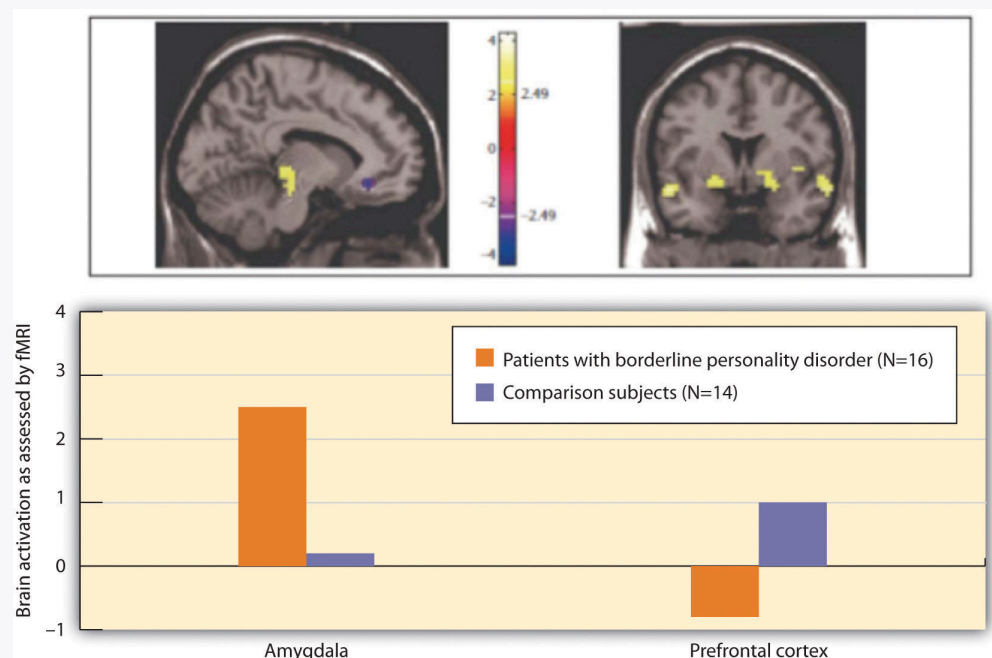 4
2
2.49
0
−2
−2.49
−4
4
3
2
1
0
−1
Brain activation as assessed by fMRI
Patients with borderline personality disorder (N=16)
Comparison subjects (N=14)
Amygdala
Prefrontal cortex